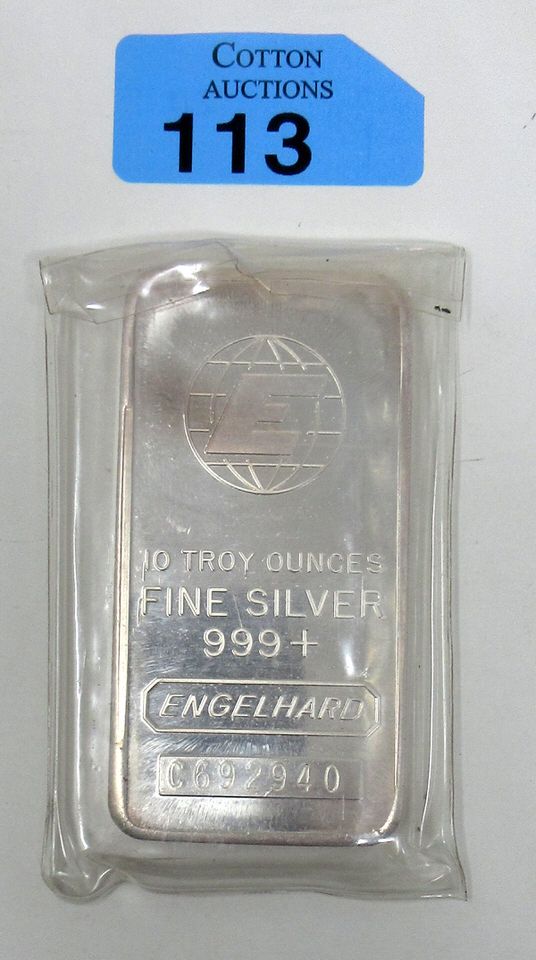 COTTON
AUCTIONS
113
E
10 TROY OUNCES
FINE SILVER
999+
ENGELHARD
C692940